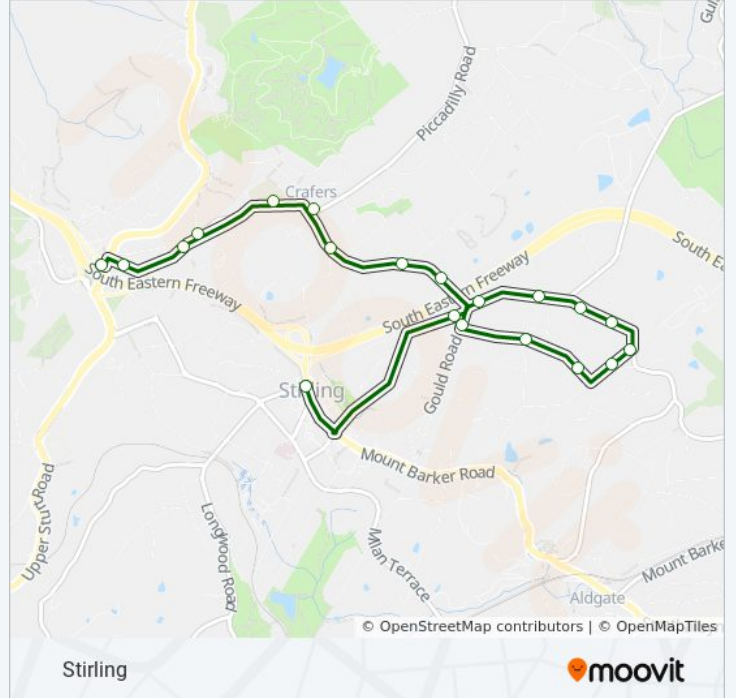 Gul
Piccadilly Road
Crafers
South Ea
South Eastern Freeway
South Eastern Freeway
Gould Road
Stirling
Mount Barker Road
Upper Sturt Road
Longwood Road
Milan Terrace
Mount Barke
Aldgate
© OpenStreetMap contributors | © OpenMapTiles
Stirling
moovit